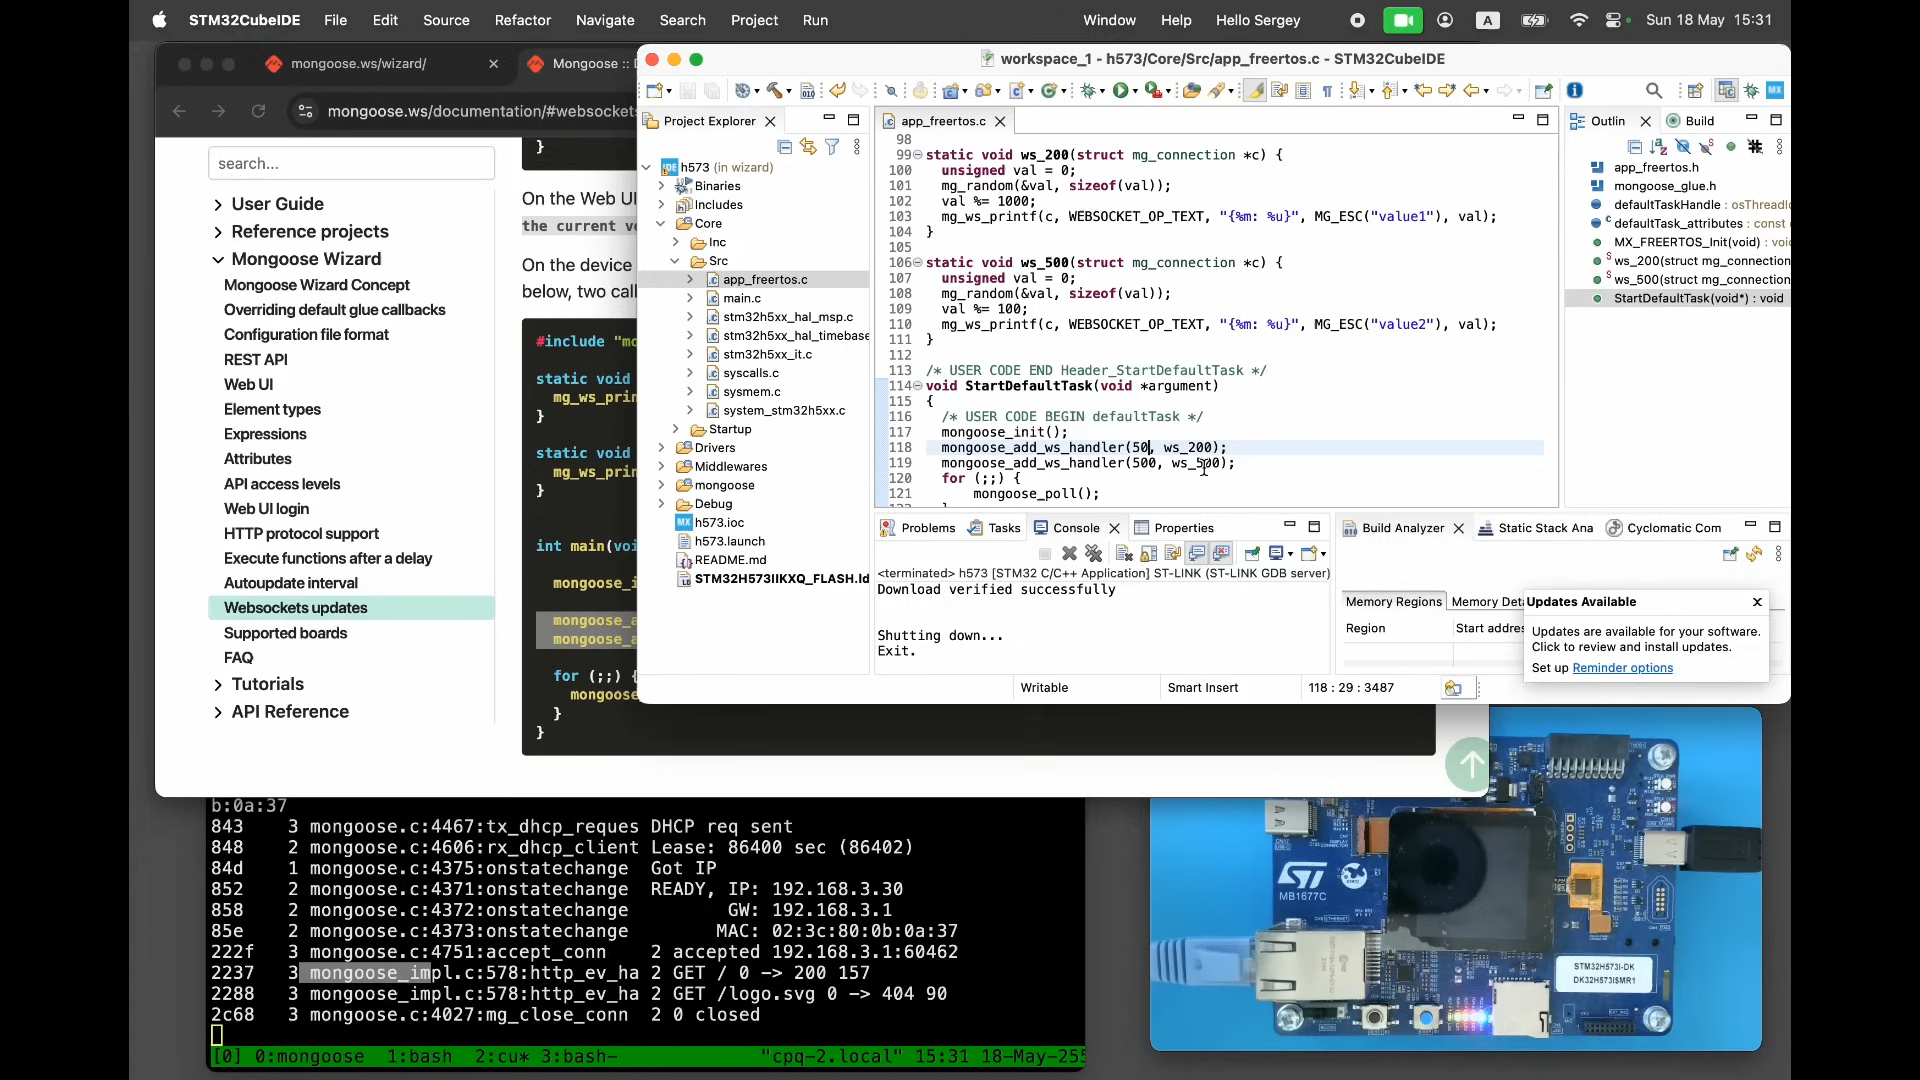 STM32CubeIDE File Edit Source Refactor Navigate Search Project Run Window Help Hello Sergey A Sun 18 May 15:31
mongoose.ws/wizard/
Mongoose ::
mongoose.ws/documentation/#websockets
search...
User Guide
Reference projects
Mongoose Wizard
Mongoose Wizard Concept
Overriding default glue callbacks
Configuration file format
REST API
Web UI
Element types
Expressions
Attributes
API access levels
Web UI login
HTTP protocol support
Execute functions after a delay
Autoupdate interval
Websockets updates
Supported boards
FAQ
Tutorials
API Reference
}
On the Web UI
the current v
On the device
below, two call
#include "mo
static void
mg_ws_prin
}
static void
mg_ws_prin
}
int main(voi
mongoose_i
mongoose_a
mongoose_a
for (;;) {
mongoose
}
}
workspace_1 - h573/Core/Src/app_freertos.c - STM32CubeIDE
Project Explorer
h573 (in wizard)
Binaries
Includes
Core
Inc
Src
app_freertos.c
main.c
stm32h5xx_hal_msp.c
stm32h5xx_hal_timebase
stm32h5xx_it.c
syscalls.c
sysmem.c
system_stm32h5xx.c
Startup
Drivers
Middlewares
mongoose
Debug
h573.ioc
h573.launch
README.md
STM32H573IIKXQ_FLASH.ld
app_freertos.c
98
99 static void ws_200(struct mg_connection *c) {
100 unsigned val = 0;
101 mg_random(&val, sizeof(val));
102 val %= 1000;
103 mg_ws_printf(c, WEBSOCKET_OP_TEXT, "{%m: %u}", MG_ESC("value1"), val);
104 }
105
106 static void ws_500(struct mg_connection *c) {
107 unsigned val = 0;
108 mg_random(&val, sizeof(val));
109 val %= 100;
110 mg_ws_printf(c, WEBSOCKET_OP_TEXT, "{%m: %u}", MG_ESC("value2"), val);
111 }
112
113 /* USER CODE END Header_StartDefaultTask */
114 void StartDefaultTask(void *argument)
115 {
116 /* USER CODE BEGIN defaultTask */
117 mongoose_init();
118 mongoose_add_ws_handler(50, ws_200);
119 mongoose_add_ws_handler(500, ws_500);
120 for (;;) {
121 mongoose_poll();
Outlin Build
app_freertos.h
mongoose_glue.h
defaultTaskHandle : osThreadI
defaultTask_attributes : const
MX_FREERTOS_Init(void) : voi
ws_200(struct mg_connection
ws_500(struct mg_connection
StartDefaultTask(void*) : void
Problems Tasks Console Properties
<terminated> h573 [STM32 C/C++ Application] ST-LINK (ST-LINK GDB server)
Download verified successfully
Shutting down...
Exit.
Build Analyzer Static Stack Ana Cyclomatic Com
Memory Regions Memory Det
Region Start addres
Updates Available
Updates are available for your software.
Click to review and install updates.
Set up Reminder options
Writable Smart Insert 118 : 29 : 3487
b:0a:37
843 3 mongoose.c:4467:tx_dhcp_reques DHCP req sent
848 2 mongoose.c:4606:rx_dhcp_client Lease: 86400 sec (86402)
84d 1 mongoose.c:4375:onstatechange Got IP
852 2 mongoose.c:4371:onstatechange READY, IP: 192.168.3.30
858 2 mongoose.c:4372:onstatechange GW: 192.168.3.1
85e 2 mongoose.c:4373:onstatechange MAC: 02:3c:80:0b:0a:37
222f 3 mongoose.c:4751:accept_conn 2 accepted 192.168.3.1:60462
2237 3 mongoose_impl.c:578:http_ev_ha 2 GET / 0 -> 200 157
2288 3 mongoose_impl.c:578:http_ev_ha 2 GET /logo.svg 0 -> 404 90
2c68 3 mongoose.c:4027:mg_close_conn 2 0 closed
[0] 0:mongoose 1:bash 2:cu* 3:bash- "cpq-2.local" 15:31 18-May-255
ST
MB1677C
STM32H573I-DK
DK32H573ISMR1